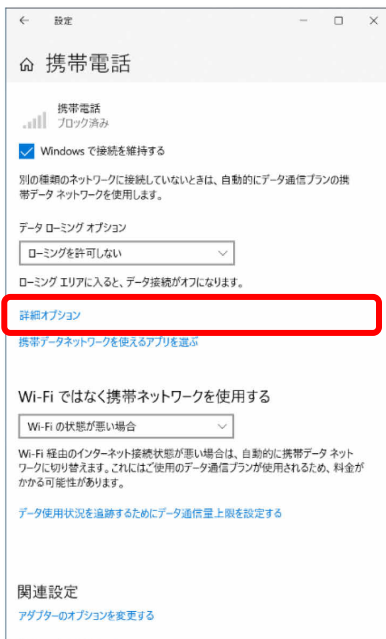 設定
携帯電話
携帯電話
ブロック済み
Windows で接続を維持する
別の種類のネットワークに接続していないときは、自動的にデータ通信プランの携
帯データ ネットワークを使用します。
データ ローミング オプション
ローミングを許可しない
ローミング エリアに入ると、データ接続がオフになります。
詳細オプション
携帯データネットワークを使えるアプリを選ぶ
Wi-Fi ではなく携帯ネットワークを使用する
Wi-Fi の状態が悪い場合
Wi-Fi 経由のインターネット接続状態が悪い場合は、自動的に携帯データ ネット
ワークに切り替えます。これにはご使用のデータ通信プランが使用されるため、料金が
かかる可能性があります。
データ使用状況を追跡するためにデータ通信量上限を設定する
関連設定
アダプターのオプションを変更する